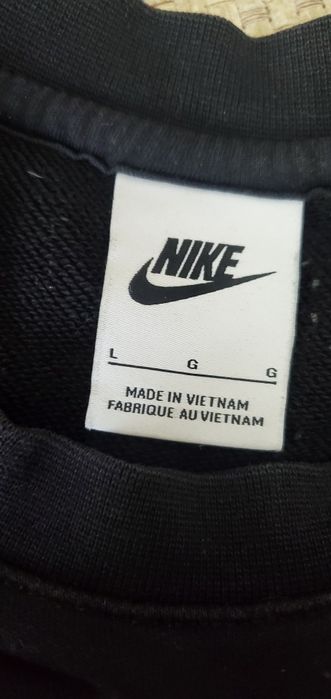 NIKE
L G G
MADE IN VIETNAM
FABRIQUE AU VIETNAM